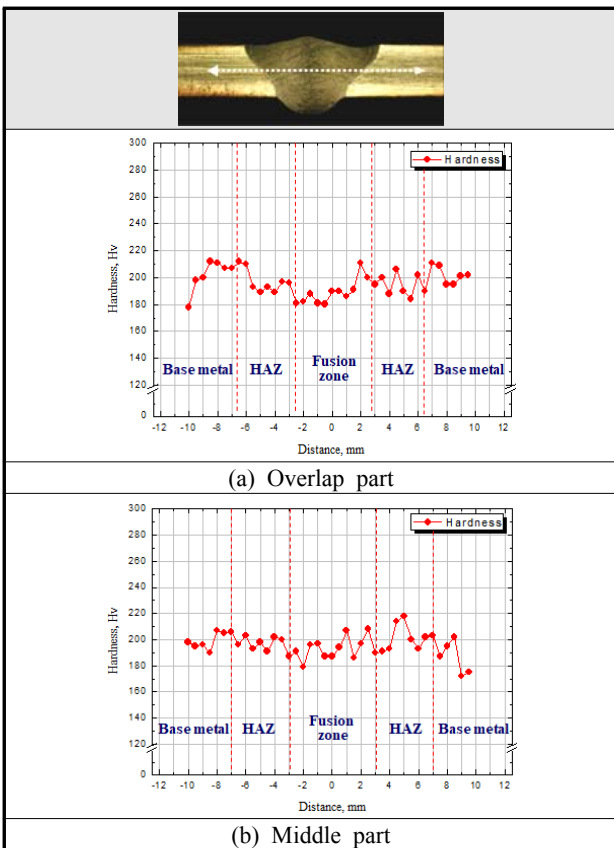 300
280
260
240
220
200
180
160
140
120
0
Hardness, Hv
Hardness
Base metal
HAZ
Fusion
zone
HAZ
Base metal
-12 -10 -8 -6 -4 -2 0 2 4 6 8 10 12
Distance, mm
(a) Overlap part
300
280
260
240
220
200
180
160
140
120
0
Hardness, Hv
Hardness
Base metal
HAZ
Fusion
zone
HAZ
Base metal
-12 -10 -8 -6 -4 -2 0 2 4 6 8 10 12
Distance, mm
(b) Middle part